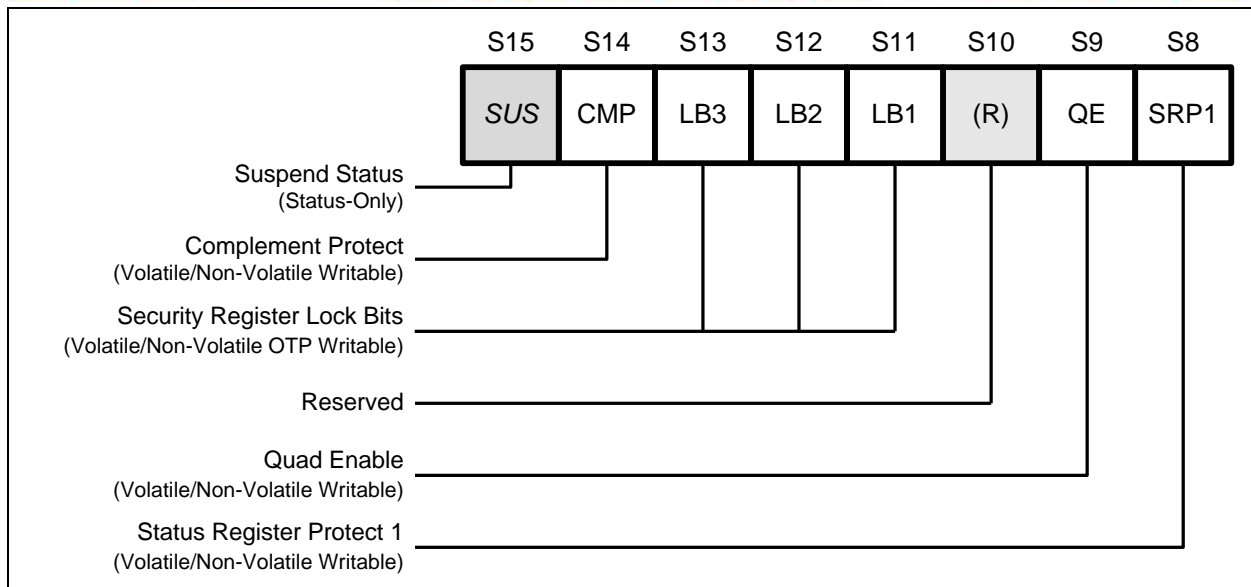 S15 S14 S13 S12 S11 S10 S9 S8
SUS CMP LB3 LB2 LB1 (R) QE SRP1
Suspend Status
(Status-Only)
Complement Protect
(Volatile/Non-Volatile Writable)
Security Register Lock Bits
(Volatile/Non-Volatile OTP Writable)
Reserved
Quad Enable
(Volatile/Non-Volatile Writable)
Status Register Protect 1
(Volatile/Non-Volatile Writable)